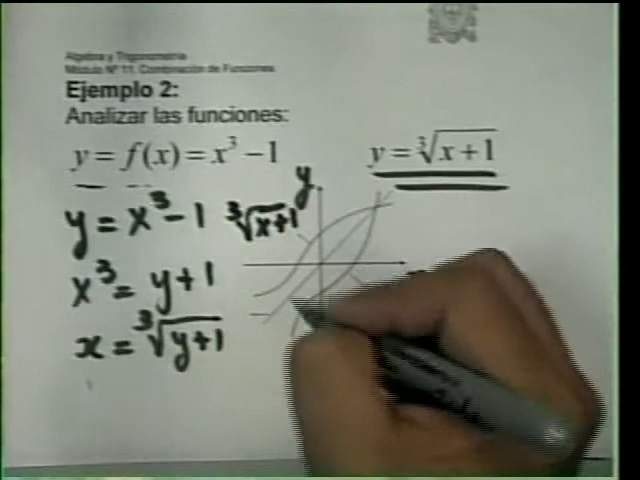 Algebra y Trigonometría
Módulo Nº 11. Combinación de Funciones
Ejemplo 2:
Analizar las funciones:
y = f(x) = x³ − 1
y = ∛(x + 1)
y = x³ − 1
∛(x+1)
y
x³ = y + 1
x = ∛(y+1)